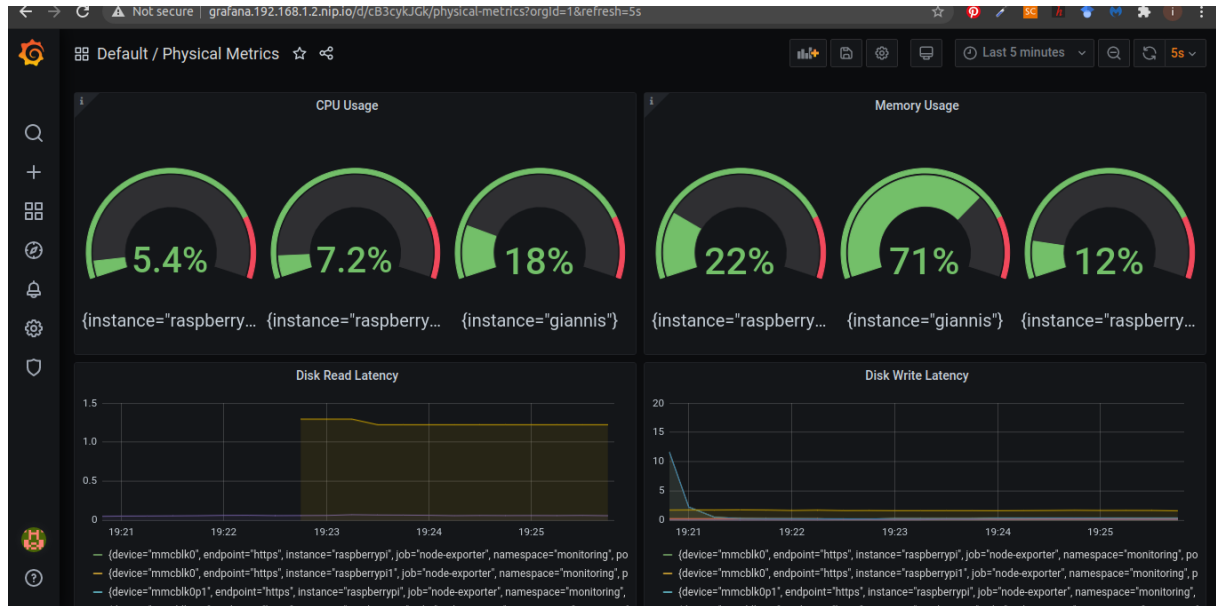 Not secure | grafana.192.168.1.2.nip.io/d/cB3cykJGk/physical-metrics?orgId=1&refresh=5s
Default / Physical Metrics
Last 5 minutes
5s
CPU Usage
5.4% 7.2% 18%
{instance="raspberry... {instance="raspberry... {instance="giannis"}
Memory Usage
22% 71% 12%
{instance="raspberry... {instance="giannis"} {instance="raspberry...
Disk Read Latency
1.5
1.0
0.5
0
19:21 19:22 19:23 19:24 19:25
{device="mmcblk0", endpoint="https", instance="raspberrypi", job="node-exporter", namespace="monitoring", po
{device="mmcblk0", endpoint="https", instance="raspberrypi1", job="node-exporter", namespace="monitoring", p
{device="mmcblk0p1", endpoint="https", instance="raspberrypi", job="node-exporter", namespace="monitoring",
Disk Write Latency
20
15
10
5
0
19:21 19:22 19:23 19:24 19:25
{device="mmcblk0", endpoint="https", instance="raspberrypi", job="node-exporter", namespace="monitoring", po
{device="mmcblk0", endpoint="https", instance="raspberrypi1", job="node-exporter", namespace="monitoring", p
{device="mmcblk0p1", endpoint="https", instance="raspberrypi", job="node-exporter", namespace="monitoring",